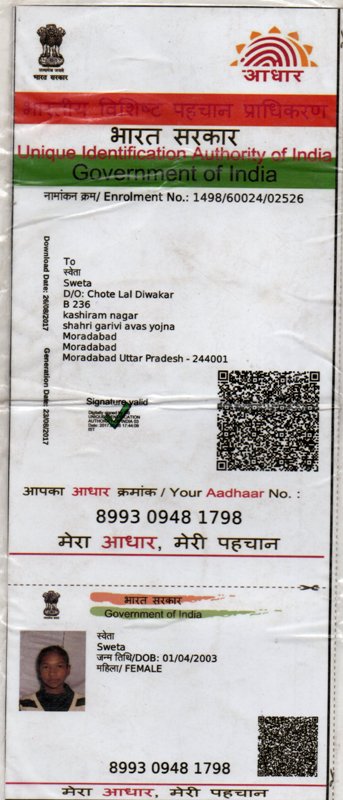 भारत सरकार
आधार
भारतीय विशिष्ट पहचान प्राधिकरण
भारत सरकार
Unique Identification Authority of India
Government of India
नामांकन क्रम/ Enrolment No.: 1498/60024/02526
Download Date: 26/08/2017
Generation Date: 23/08/2017
To
स्वेता
Sweta
D/O: Chote Lal Diwakar
B 236
kashiram nagar
shahri garivi avas yojna
Moradabad
Moradabad
Moradabad Uttar Pradesh - 244001
Signature valid
आपका आधार क्रमांक / Your Aadhaar No. :
8993 0948 1798
मेरा आधार, मेरी पहचान
भारत सरकार
Government of India
स्वेता
Sweta
जन्म तिथि/DOB: 01/04/2003
महिला/ FEMALE
8993 0948 1798
मेरा आधार, मेरी पहचान